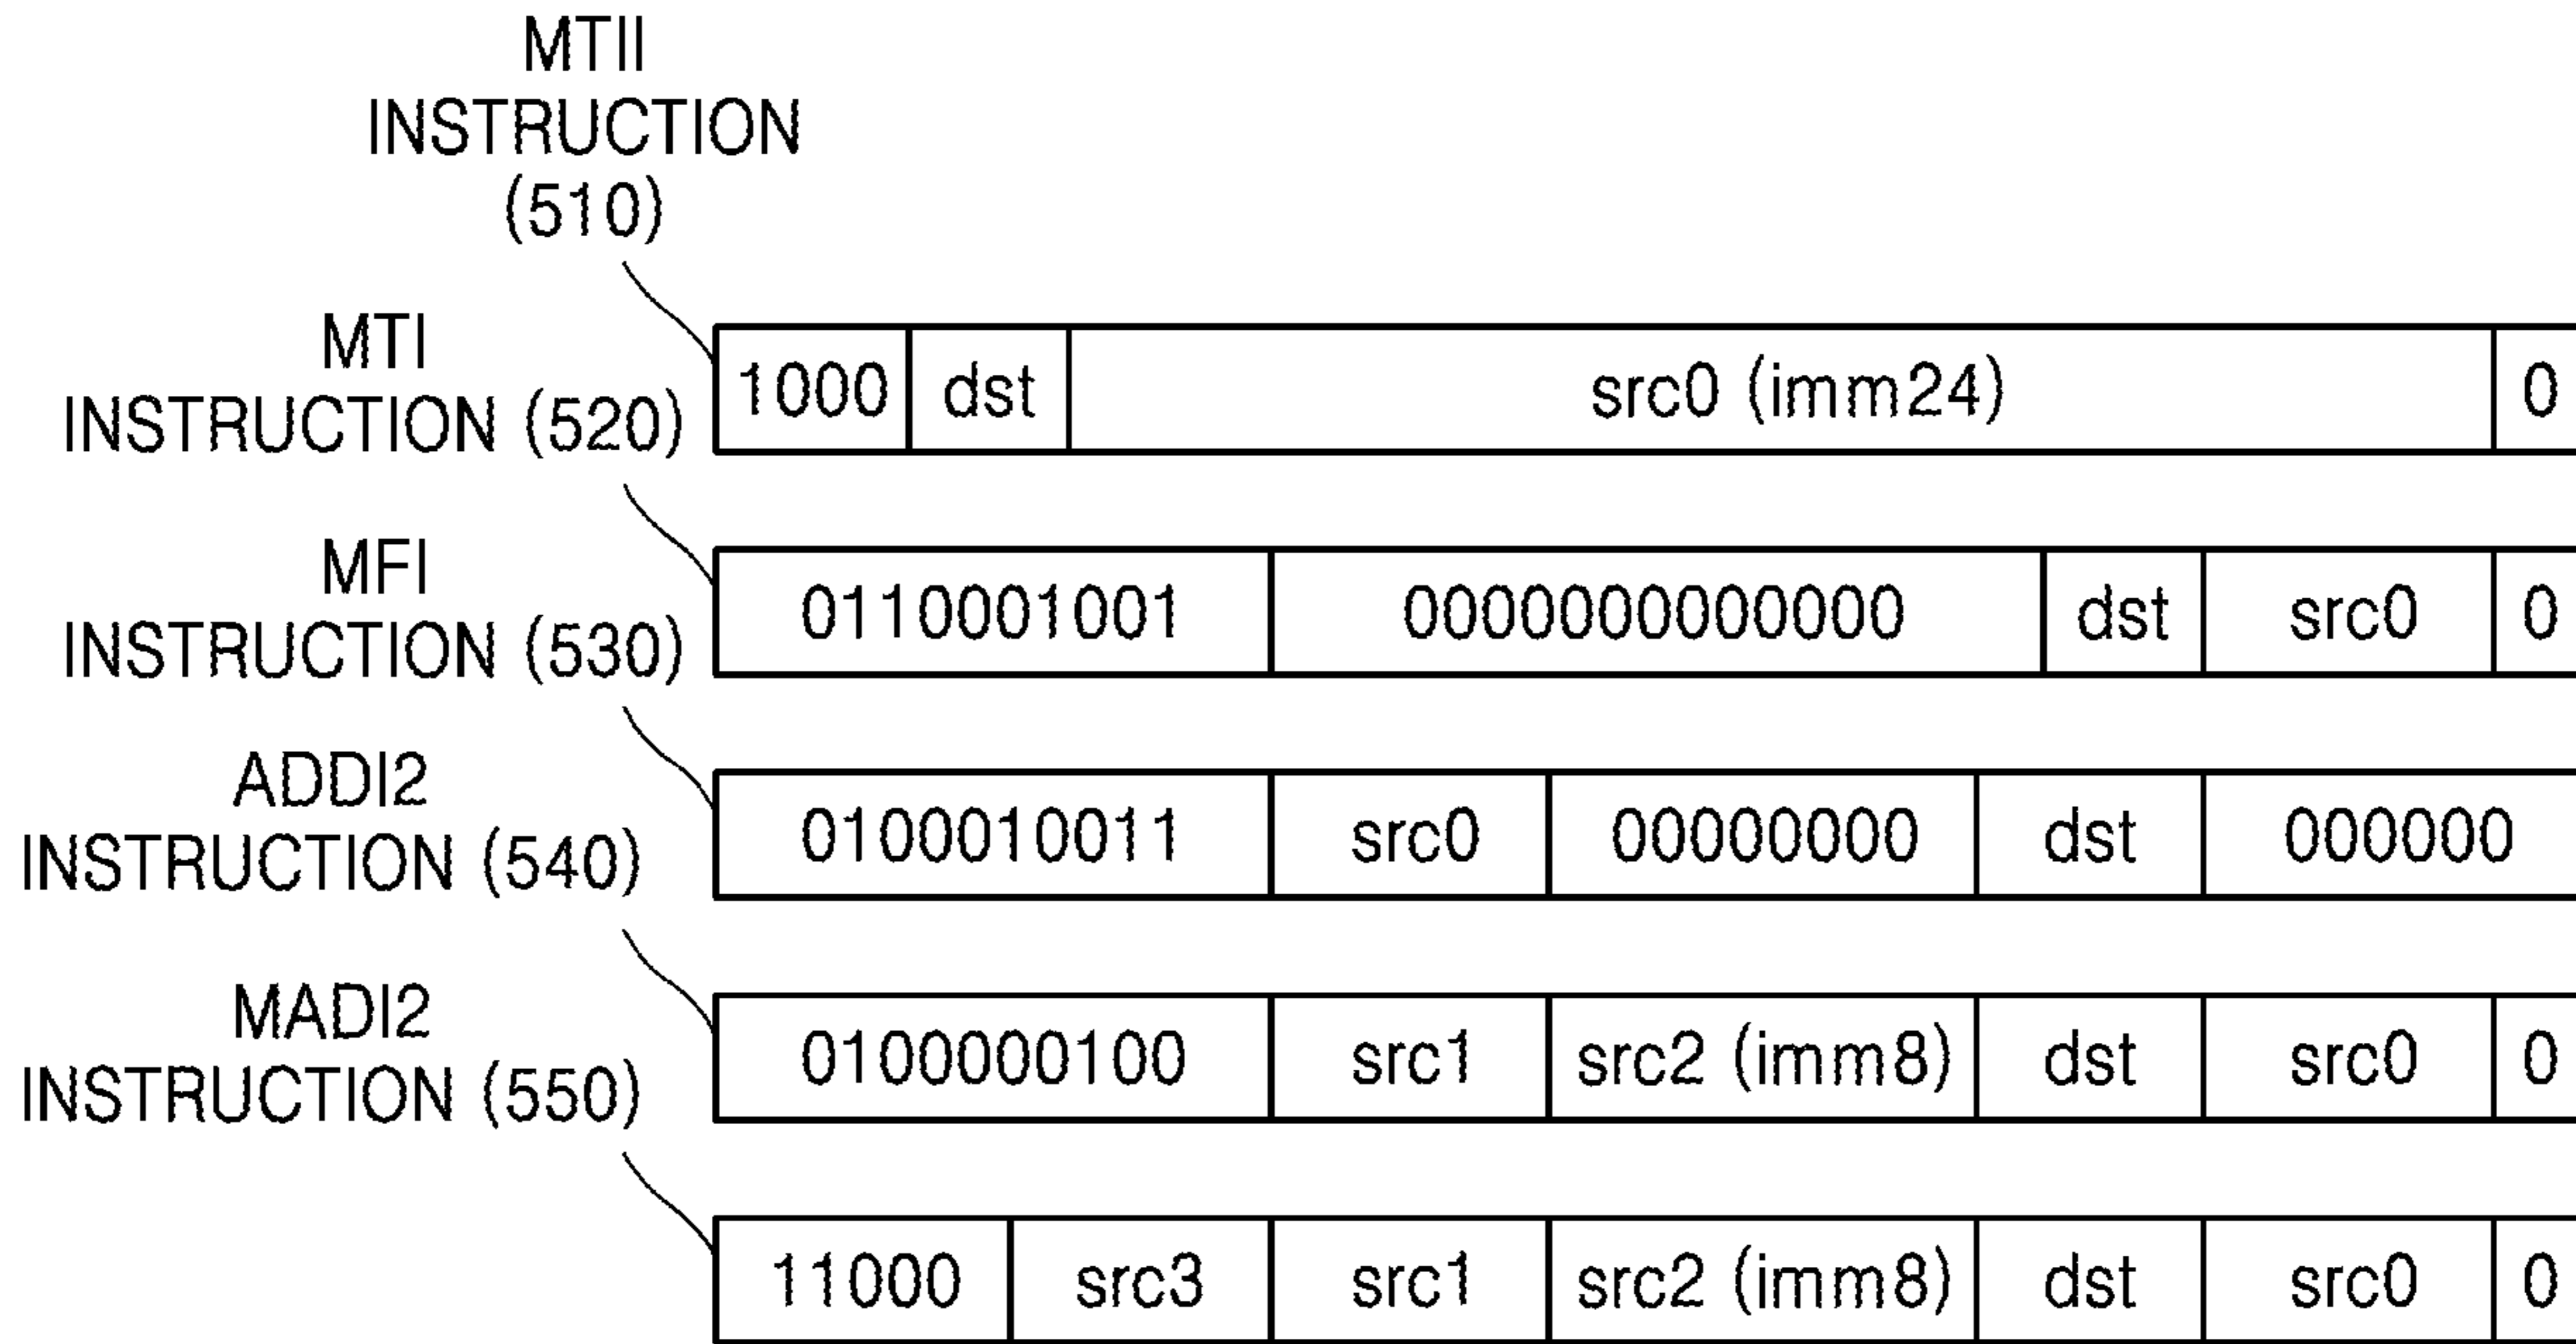 MTII
INSTRUCTION
(510)
1000 dst src0 (imm24) 0
MTI
INSTRUCTION (520)
0110001001 0000000000000 dst src0 0
MFI
INSTRUCTION (530)
0100010011 src0 00000000 dst 000000
ADDI2
INSTRUCTION (540)
0100000100 src1 src2 (imm8) dst src0 0
MADI2
INSTRUCTION (550)
11000 src3 src1 src2 (imm8) dst src0 0